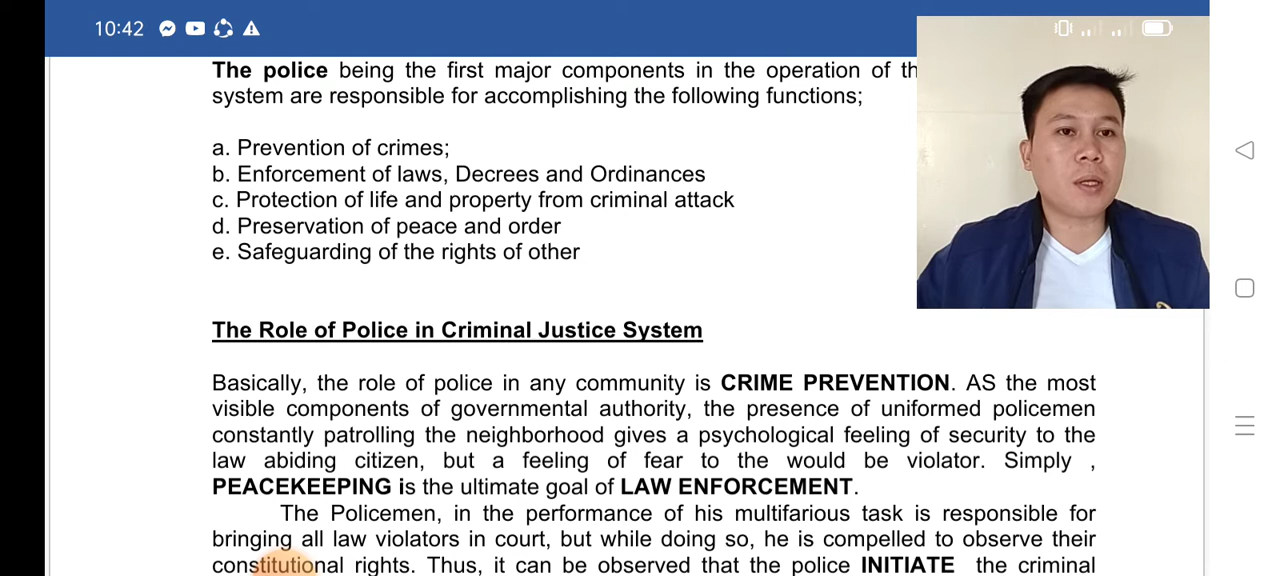 10:42
The police being the first major components in the operation of th
system are responsible for accomplishing the following functions;
a. Prevention of crimes;
b. Enforcement of laws, Decrees and Ordinances
c. Protection of life and property from criminal attack
d. Preservation of peace and order
e. Safeguarding of the rights of other
The Role of Police in Criminal Justice System
Basically, the role of police in any community is CRIME PREVENTION. AS the most
visible components of governmental authority, the presence of uniformed policemen
constantly patrolling the neighborhood gives a psychological feeling of security to the
law abiding citizen, but a feeling of fear to the would be violator. Simply ,
PEACEKEEPING is the ultimate goal of LAW ENFORCEMENT.
The Policemen, in the performance of his multifarious task is responsible for
bringing all law violators in court, but while doing so, he is compelled to observe their
constitutional rights. Thus, it can be observed that the police INITIATE the criminal